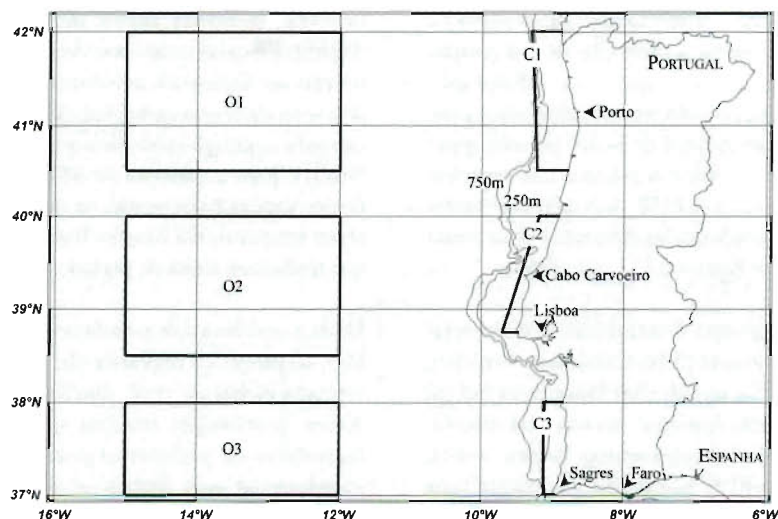 42°N
C1
PORTUGAL
O1
41°N
Porto
750m
250m
40°N
C2
O2
Cabo Carvoeiro
39°N
Lisboa
38°N
C3
O3
ESPANHA
Sagres
Faro
37°N
16°W
14°W
12°W
10°W
8°W
6°W